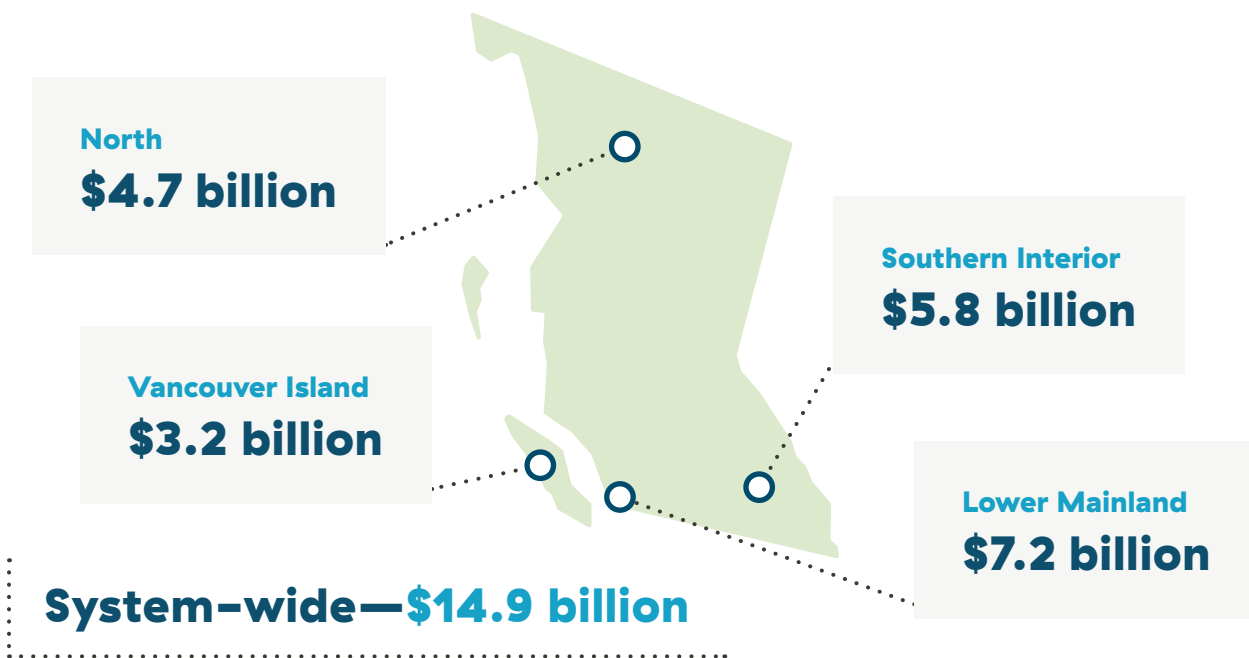 North
$4.7 billion
Southern Interior
$5.8 billion
Vancouver Island
$3.2 billion
Lower Mainland
$7.2 billion
System-wide—$14.9 billion